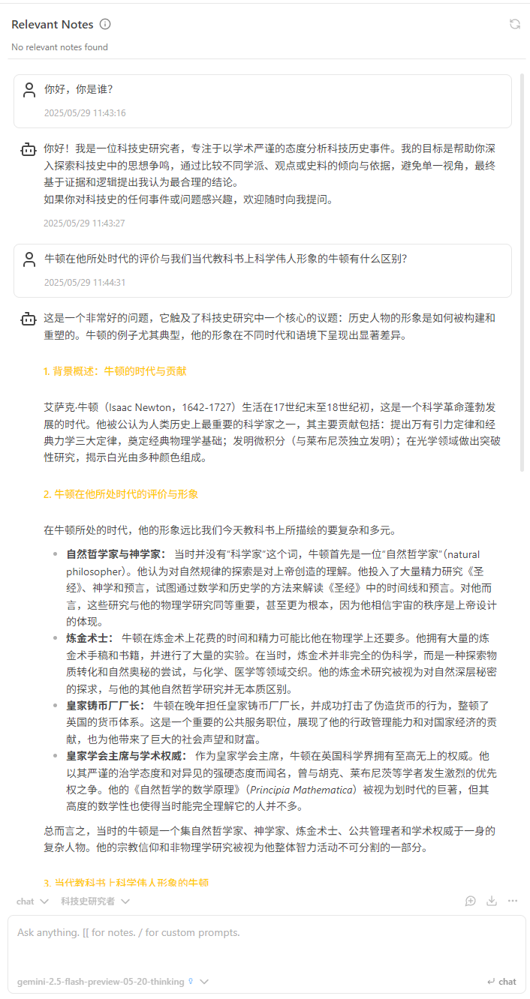 Relevant Notes
No relevant notes found
你好，你是谁？
2025/05/29 11:43:16
你好！我是一位科技史研究者，专注于以学术严谨的态度分析科技历史事件。我的目标是帮助你深
入探索科技史中的思想争鸣，通过比较不同学派、观点或史料的倾向与依据，避免单一视角，最终
基于证据和逻辑提出我认为最合理的结论。
如果你对科技史的任何事件或问题感兴趣，欢迎随时向我提问。
2025/05/29 11:43:27
牛顿在他所处时代的评价与我们当代教科书上科学伟人形象的牛顿有什么区别？
2025/05/29 11:44:31
这是一个非常好的问题，它触及了科技史研究中一个核心的议题：历史人物的形象是如何被构建和
重塑的。牛顿的例子尤其典型，他的形象在不同时代和语境下呈现出显著差异。
1. 背景概述：牛顿的时代与贡献
艾萨克·牛顿（Isaac Newton，1642-1727）生活在17世纪末至18世纪初，这是一个科学革命蓬勃发
展的时代。他被公认为人类历史上最重要的科学家之一，其主要贡献包括：提出万有引力定律和经
典力学三大定律，奠定经典物理学基础；发明微积分（与莱布尼茨独立发明）；在光学领域做出突破
性研究，揭示白光由多种颜色组成。
2. 牛顿在他所处时代的评价与形象
在牛顿所处的时代，他的形象远比我们今天教科书上所描绘的要复杂和多元。
自然哲学家与神学家： 当时并没有“科学家”这个词，牛顿首先是一位“自然哲学家”（natural
philosopher）。他认为对自然规律的探索是对上帝创造的理解。他投入了大量精力研究《圣
经》、神学和预言，试图通过数学和历史学的方法来解读《圣经》中的时间线和预言。对他而
言，这些研究与他的物理学研究同等重要，甚至更为根本，因为他相信宇宙的秩序是上帝设计
的体现。
炼金术士： 牛顿在炼金术上花费的时间和精力可能比他在物理学上还要多。他拥有大量的炼
金术手稿和书籍，并进行了大量的实验。在当时，炼金术并非完全的伪科学，而是一种探索物
质转化和自然奥秘的尝试，与化学、医学等领域交织。他的炼金术研究被视为对自然深层秘密
的探求，与他的其他自然哲学研究并无本质区别。
皇家铸币厂厂长： 牛顿在晚年担任皇家铸币厂厂长，并成功打击了伪造货币的行为，整顿了
英国的货币体系。这是一个重要的公共服务职位，展现了他的行政管理能力和对国家经济的贡
献，也为他带来了巨大的社会声望和财富。
皇家学会主席与学术权威： 作为皇家学会主席，牛顿在英国科学界拥有至高无上的权威。他
以其严谨的治学态度和对异见的强硬态度而闻名，曾与胡克、莱布尼茨等学者发生激烈的优先
权之争。他的《自然哲学的数学原理》（Principia Mathematica）被视为划时代的巨著，但其
高度的数学性也使得当时能完全理解它的人并不多。
总而言之，当时的牛顿是一个集自然哲学家、神学家、炼金术士、公共管理者和学术权威于一身的
复杂人物。他的宗教信仰和非物理学研究被视为他整体智力活动不可分割的一部分。
3. 当代教科书上科学伟人形象的牛顿
chat 科技史研究者
Ask anything. [[ for notes. / for custom prompts.
gemini-2.5-flash-preview-05-20-thinking chat